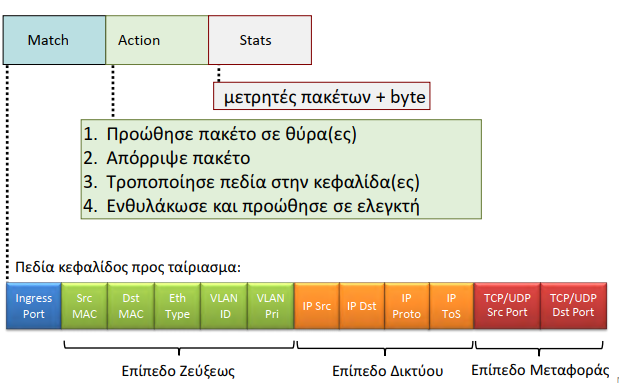 Match Action Stats
μετρητές πακέτων + byte
1. Προώθησε πακέτο σε θύρα(ες)
2. Απόρριψε πακέτο
3. Τροποποίησε πεδία στην κεφαλίδα(ες)
4. Ενθυλάκωσε και προώθησε σε ελεγκτή
Πεδία κεφαλίδος προς ταίριασμα:
Ingress Src Dst Eth VLAN VLAN IP Src IP Dst IP IP TCP/UDP TCP/UDP
Port MAC MAC Type ID Pri Proto ToS Src Port Dst Port
Επίπεδο Ζεύξεως Επίπεδο Δικτύου Επίπεδο Μεταφοράς